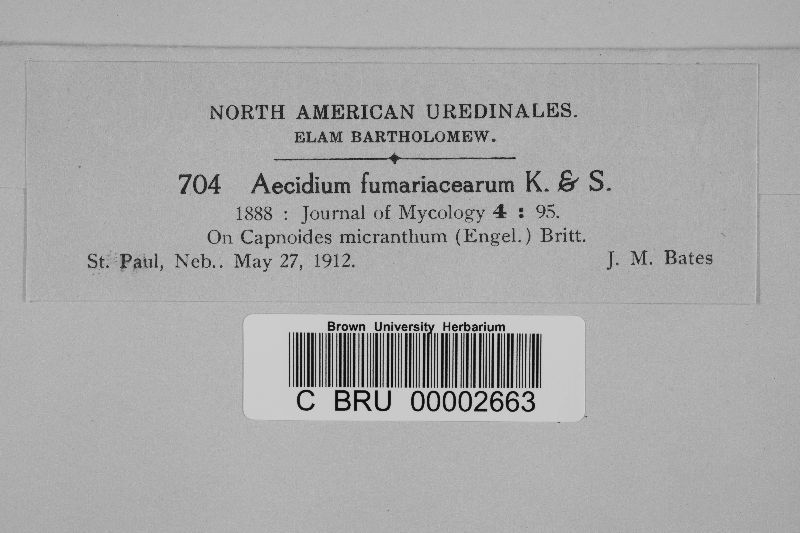 NORTH AMERICAN UREDINALES.
ELAM BARTHOLOMEW.
704 Aecidium fumariacearum K. & S.
1888 : Journal of Mycology 4 : 95.
On Capnoides micranthum (Engel.) Britt.
St. Paul, Neb.. May 27, 1912. J. M. Bates
Brown University Herbarium
C BRU 00002663